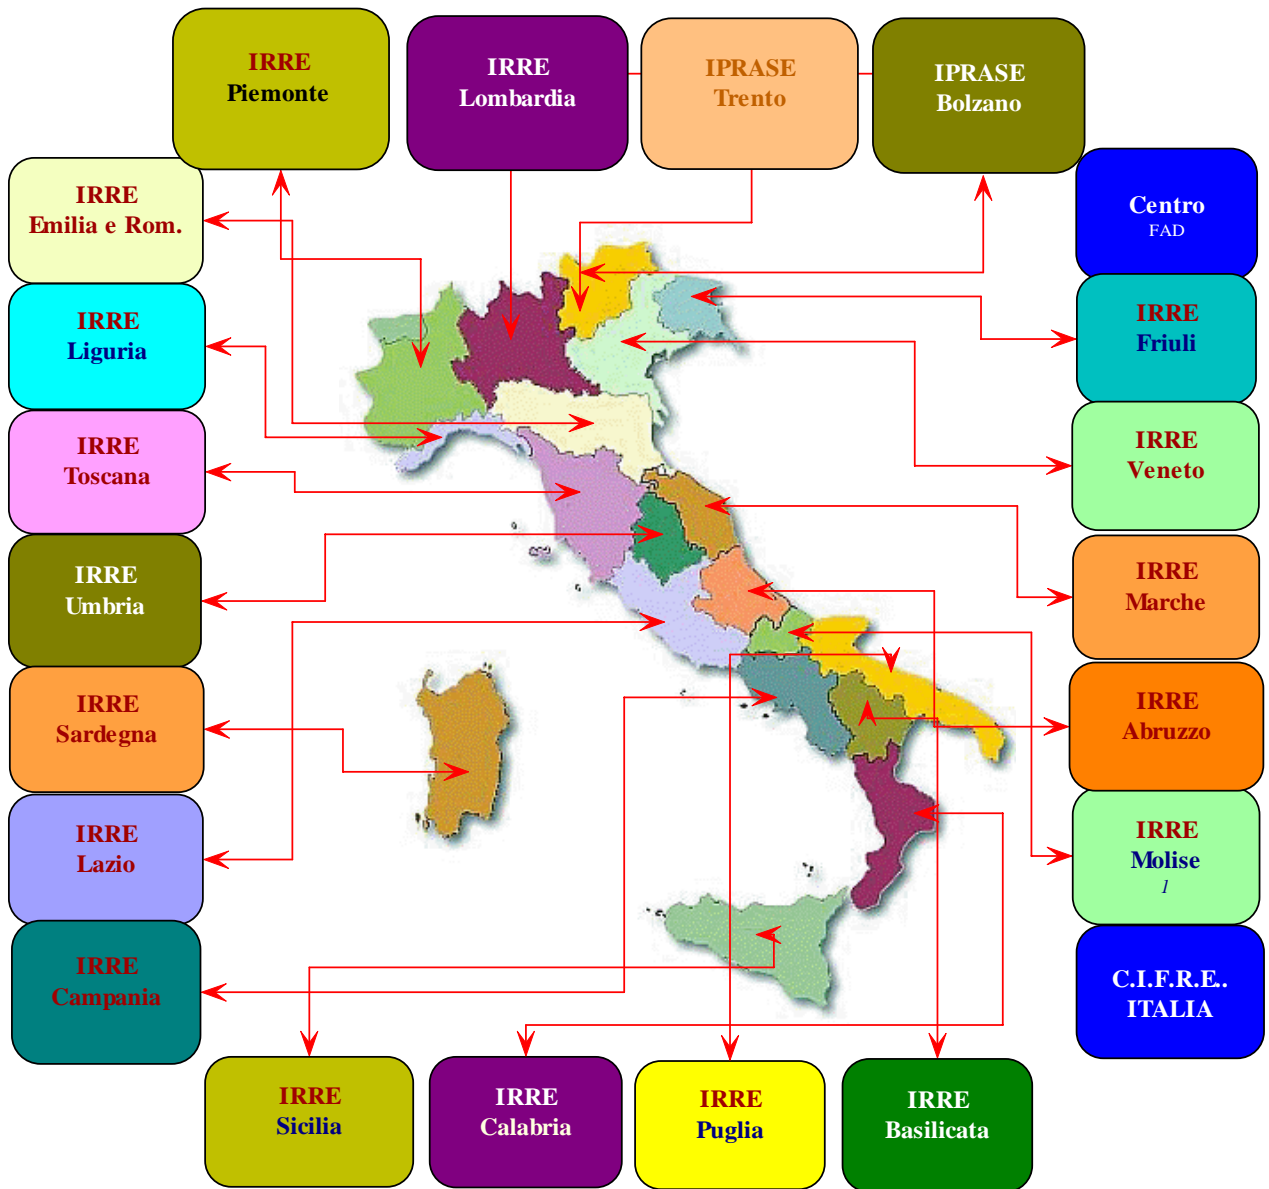 IRRE
Piemonte
IRRE
Lombardia
IPRASE
Trento
IPRASE
Bolzano
IRRE
Emilia e Rom.
Centro
FAD
IRRE
Liguria
IRRE
Friuli
IRRE
Toscana
IRRE
Veneto
IRRE
Umbria
IRRE
Marche
IRRE
Sardegna
IRRE
Abruzzo
IRRE
Lazio
IRRE
Molise
l
IRRE
Campania
C.I.F.R.E..
ITALIA
IRRE
Sicilia
IRRE
Calabria
IRRE
Puglia
IRRE
Basilicata